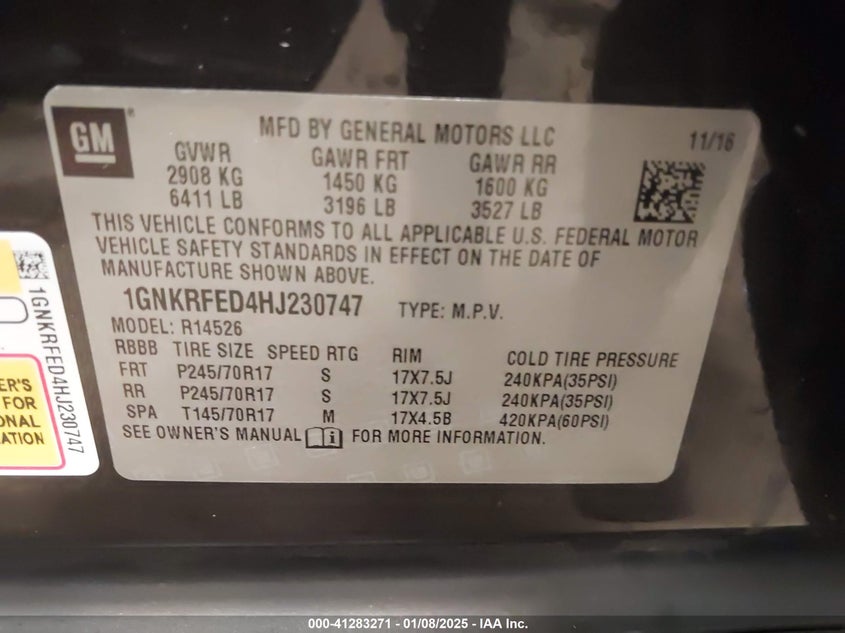 GM
MFD BY GENERAL MOTORS LLC 11/16
GVWR GAWR FRT GAWR RR
2908 KG 1450 KG 1600 KG
6411 LB 3196 LB 3527 LB
THIS VEHICLE CONFORMS TO ALL APPLICABLE U.S. FEDERAL MOTOR
VEHICLE SAFETY STANDARDS IN EFFECT ON THE DATE OF
MANUFACTURE SHOWN ABOVE.
1GNKRFED4HJ230747 TYPE: M.P.V.
MODEL: R14526
RBBB TIRE SIZE SPEED RTG RIM COLD TIRE PRESSURE
FRT P245/70R17 S 17X7.5J 240KPA(35PSI)
RR P245/70R17 S 17X7.5J 240KPA(35PSI)
SPA T145/70R17 M 17X4.5B 420KPA(60PSI)
SEE OWNER'S MANUAL i FOR MORE INFORMATION.
1GNKRFED4HJ230747
ER'S
FOR
ONAL
ATION
000-41283271 - 01/08/2025 - IAA Inc.